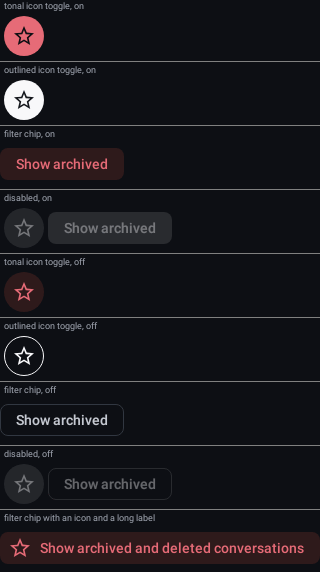 tonal icon toggle, on
outlined icon toggle, on
filter chip, on
Show archived
disabled, on
Show archived
tonal icon toggle, off
outlined icon toggle, off
filter chip, off
Show archived
disabled, off
Show archived
filter chip with an icon and a long label
Show archived and deleted conversations